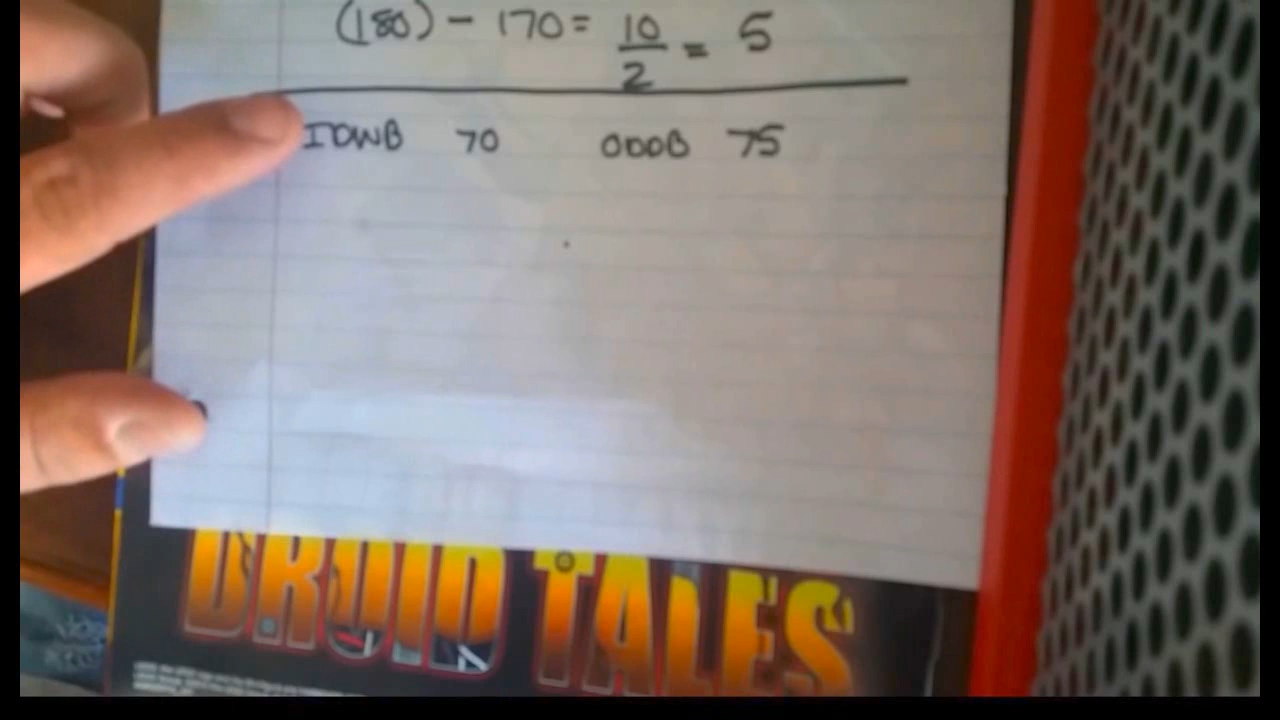 (180) - 170 = 10/2 = 5
IDWB 70 ODOB 75
DROID TALES